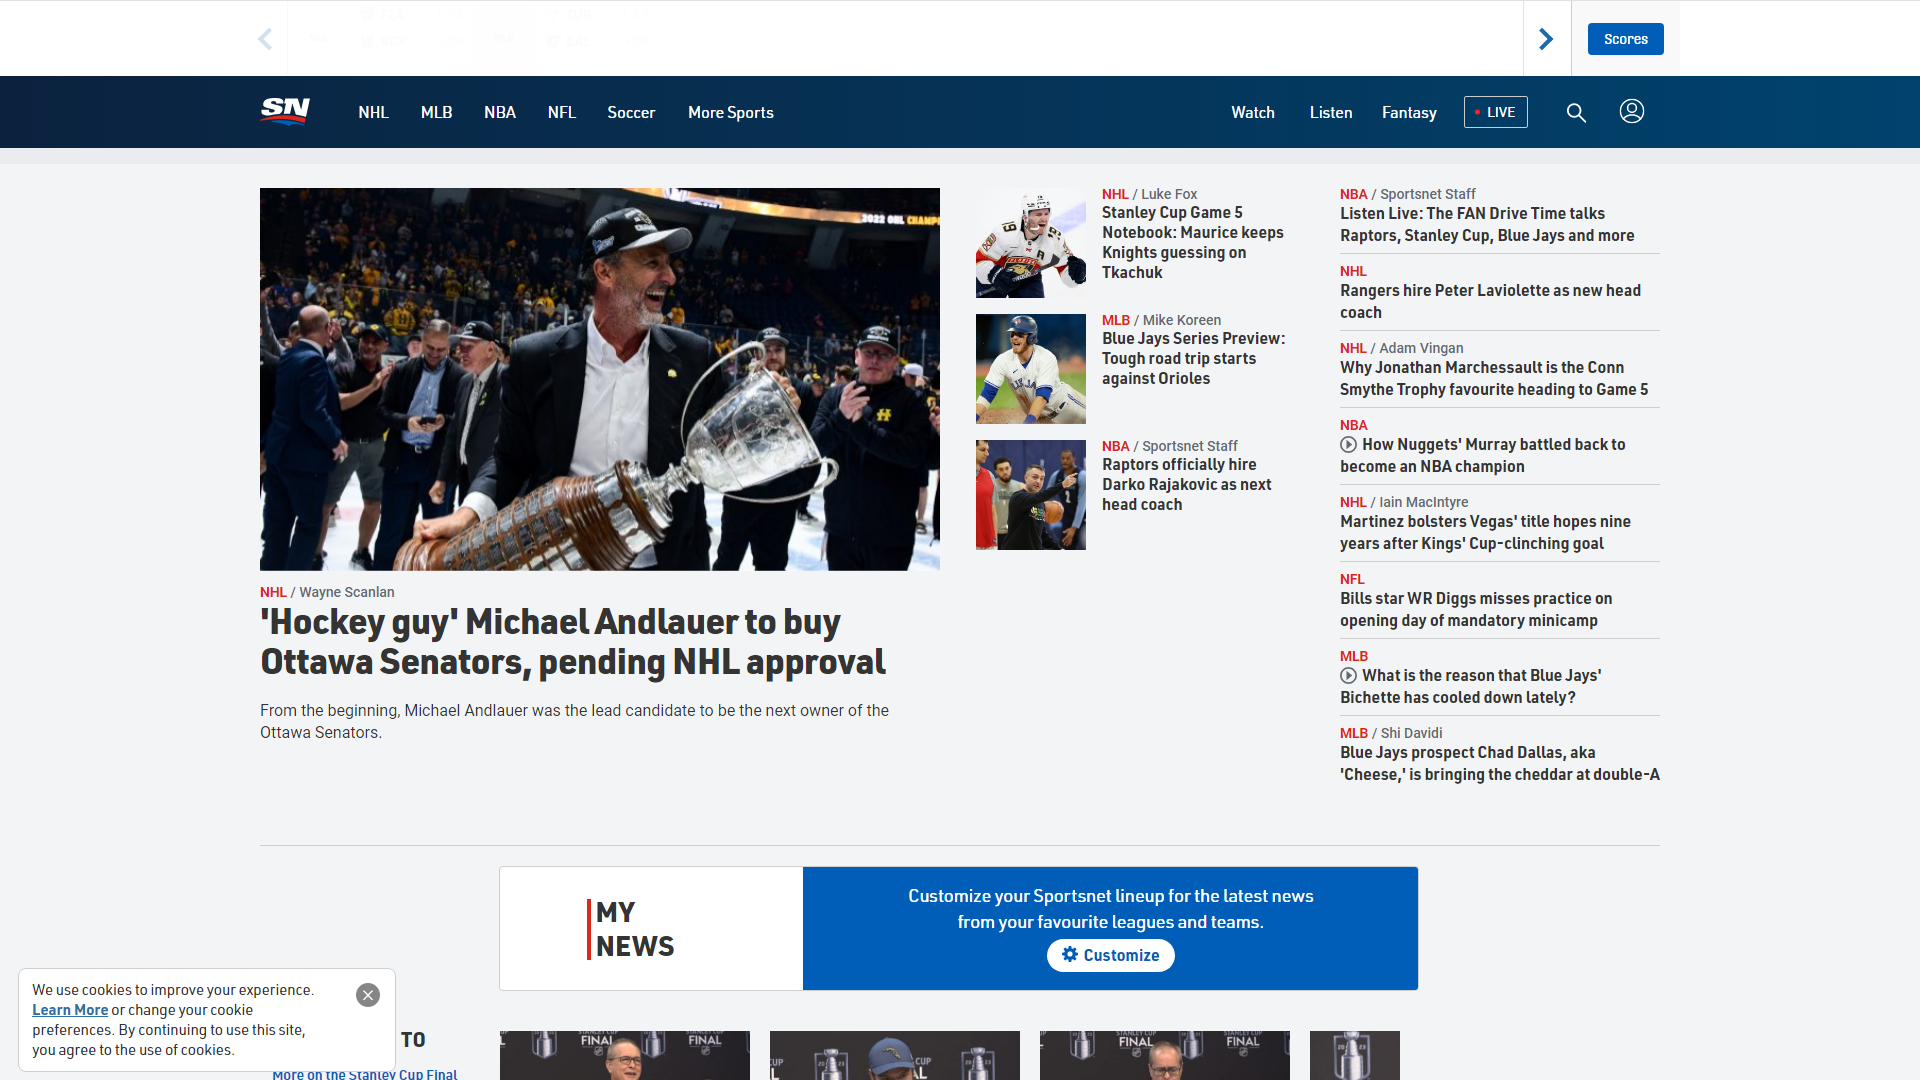 Scores
SN
NHL
MLB
NBA
NFL
Soccer
More Sports
Watch
Listen
Fantasy
LIVE
2022 OHL CHAMP
H
NHL / Wayne Scanlan
'Hockey guy' Michael Andlauer to buy
Ottawa Senators, pending NHL approval
From the beginning, Michael Andlauer was the lead candidate to be the next owner of the
Ottawa Senators.
19
NHL / Luke Fox
Stanley Cup Game 5
Notebook: Maurice keeps
Knights guessing on
Tkachuk
MLB / Mike Koreen
Blue Jays Series Preview:
Tough road trip starts
against Orioles
NBA / Sportsnet Staff
Raptors officially hire
Darko Rajakovic as next
head coach
NBA / Sportsnet Staff
Listen Live: The FAN Drive Time talks
Raptors, Stanley Cup, Blue Jays and more
NHL
Rangers hire Peter Laviolette as new head
coach
NHL / Adam Vingan
Why Jonathan Marchessault is the Conn
Smythe Trophy favourite heading to Game 5
NBA
How Nuggets' Murray battled back to
become an NBA champion
NHL / Iain MacIntyre
Martinez bolsters Vegas' title hopes nine
years after Kings' Cup-clinching goal
NFL
Bills star WR Diggs misses practice on
opening day of mandatory minicamp
MLB
What is the reason that Blue Jays'
Bichette has cooled down lately?
MLB / Shi Davidi
Blue Jays prospect Chad Dallas, aka
'Cheese,' is bringing the cheddar at double-A
MY
NEWS
Customize your Sportsnet lineup for the latest news
from your favourite leagues and teams.
Customize
We use cookies to improve your experience.
Learn More or change your cookie
preferences. By continuing to use this site,
you agree to the use of cookies.
TO
More on the Stanley Cup Final
FINAL
FINAL
CUP
FINAL
FINAL